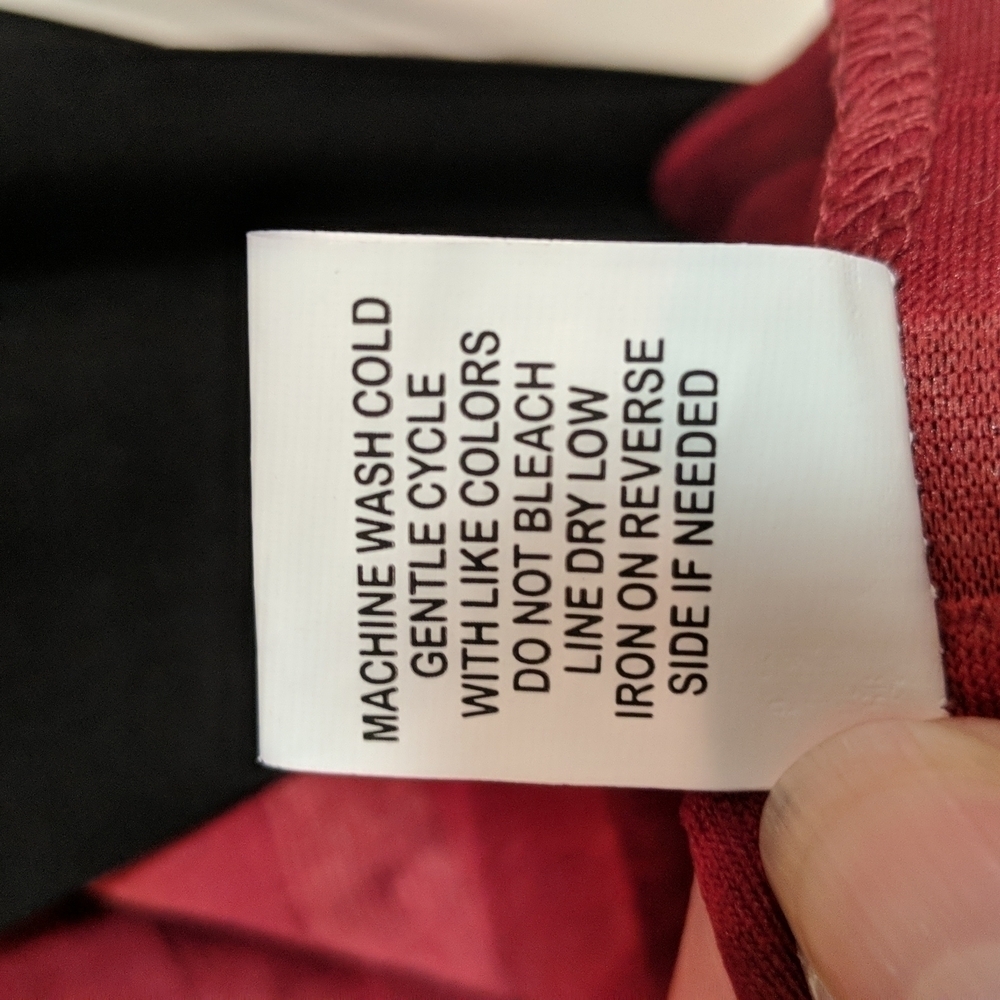 MACHINE WASH COLD
GENTLE CYCLE
WITH LIKE COLORS
DO NOT BLEACH
LINE DRY LOW
IRON ON REVERSE
SIDE IF NEEDED